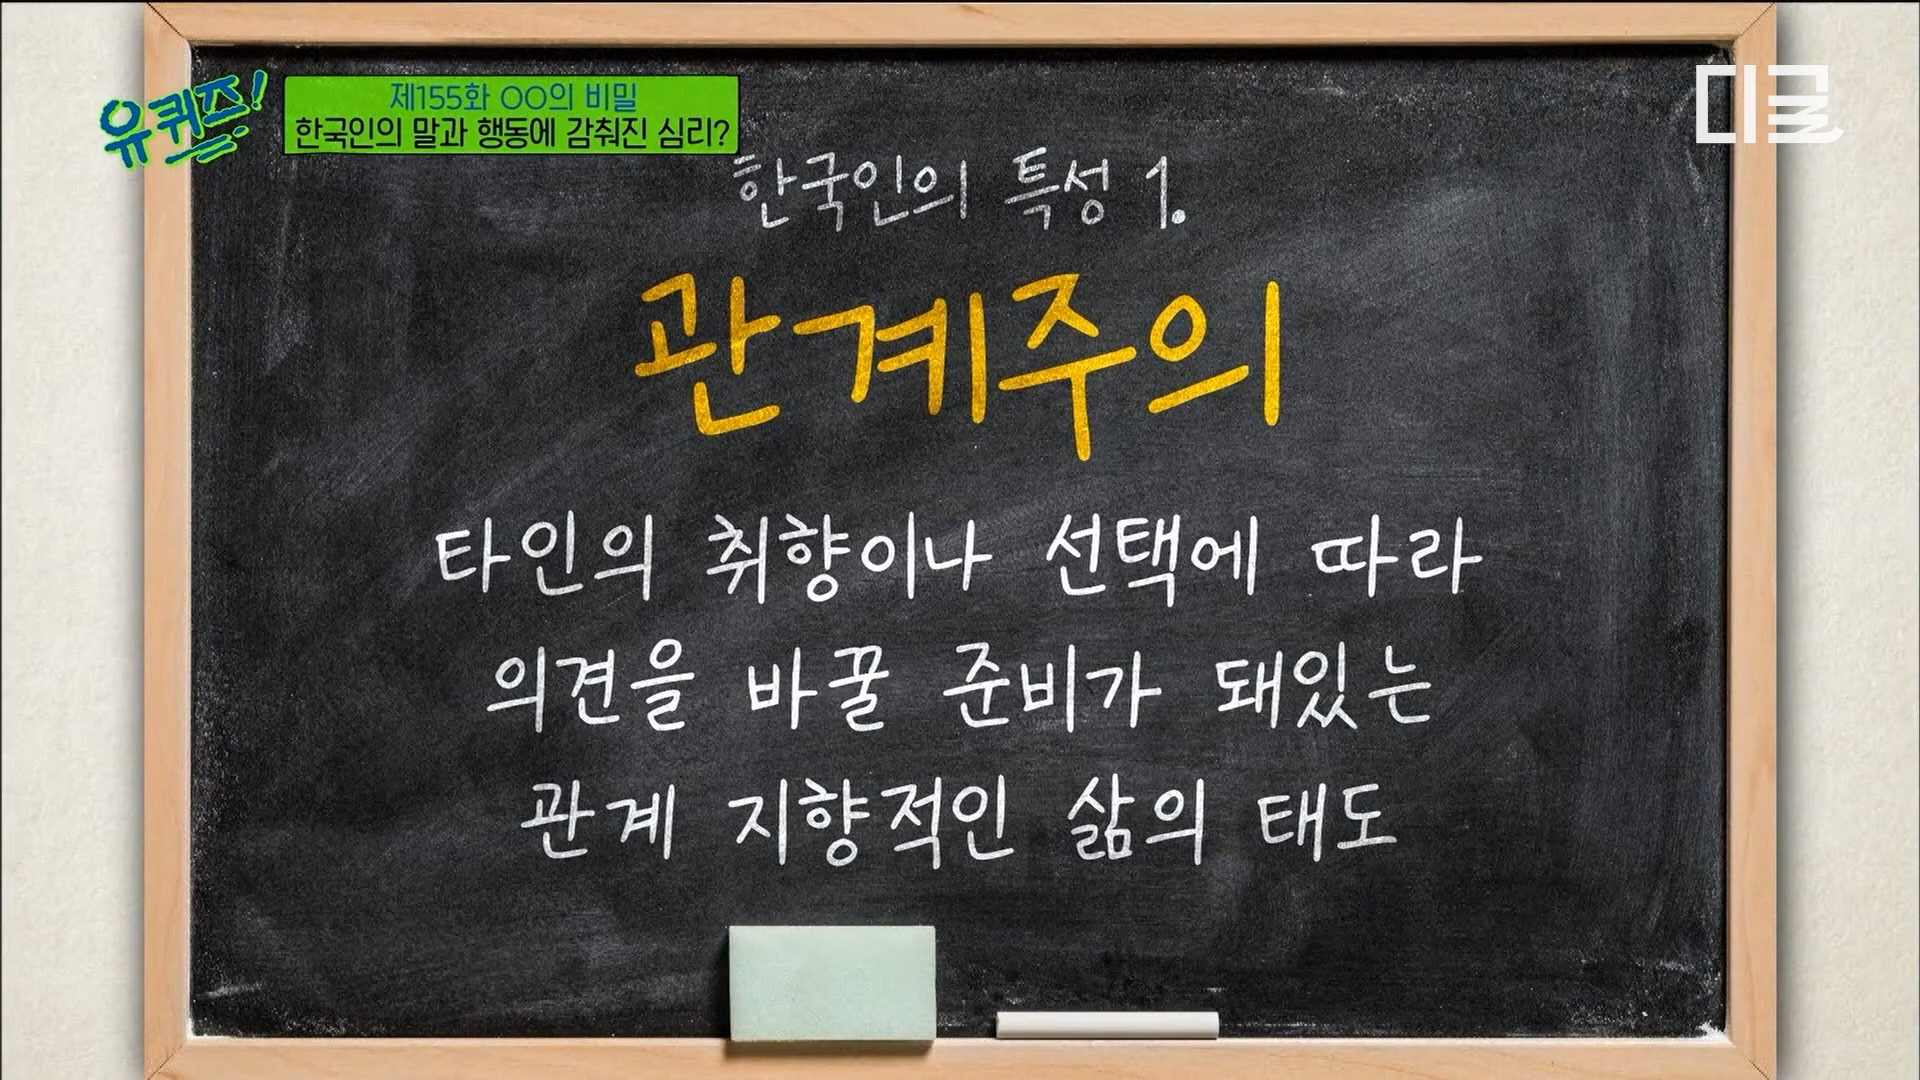 유퀴즈!
제155화 OO의 비밀
한국인의 말과 행동에 감춰진 심리?
디글
한국인의 특성 1.
관계주의
타인의 취향이나 선택에 따라
의견을 바꿀 준비가 돼있는
관계 지향적인 삶의 태도